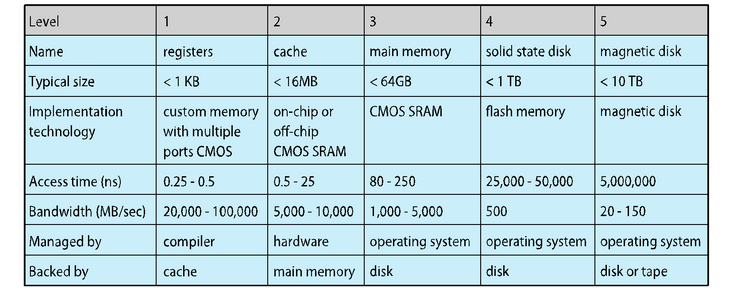 Level 1 2 3 4 5
Name registers cache main memory solid state disk magnetic disk
Typical size < 1 KB < 16MB < 64GB < 1 TB < 10 TB
Implementation custom memory on-chip or CMOS SRAM flash memory magnetic disk
technology with multiple off-chip
ports CMOS CMOS SRAM
Access time (ns) 0.25 - 0.5 0.5 - 25 80 - 250 25,000 - 50,000 5,000,000
Bandwidth (MB/sec) 20,000 - 100,000 5,000 - 10,000 1,000 - 5,000 500 20 - 150
Managed by compiler hardware operating system operating system operating system
Backed by cache main memory disk disk disk or tape